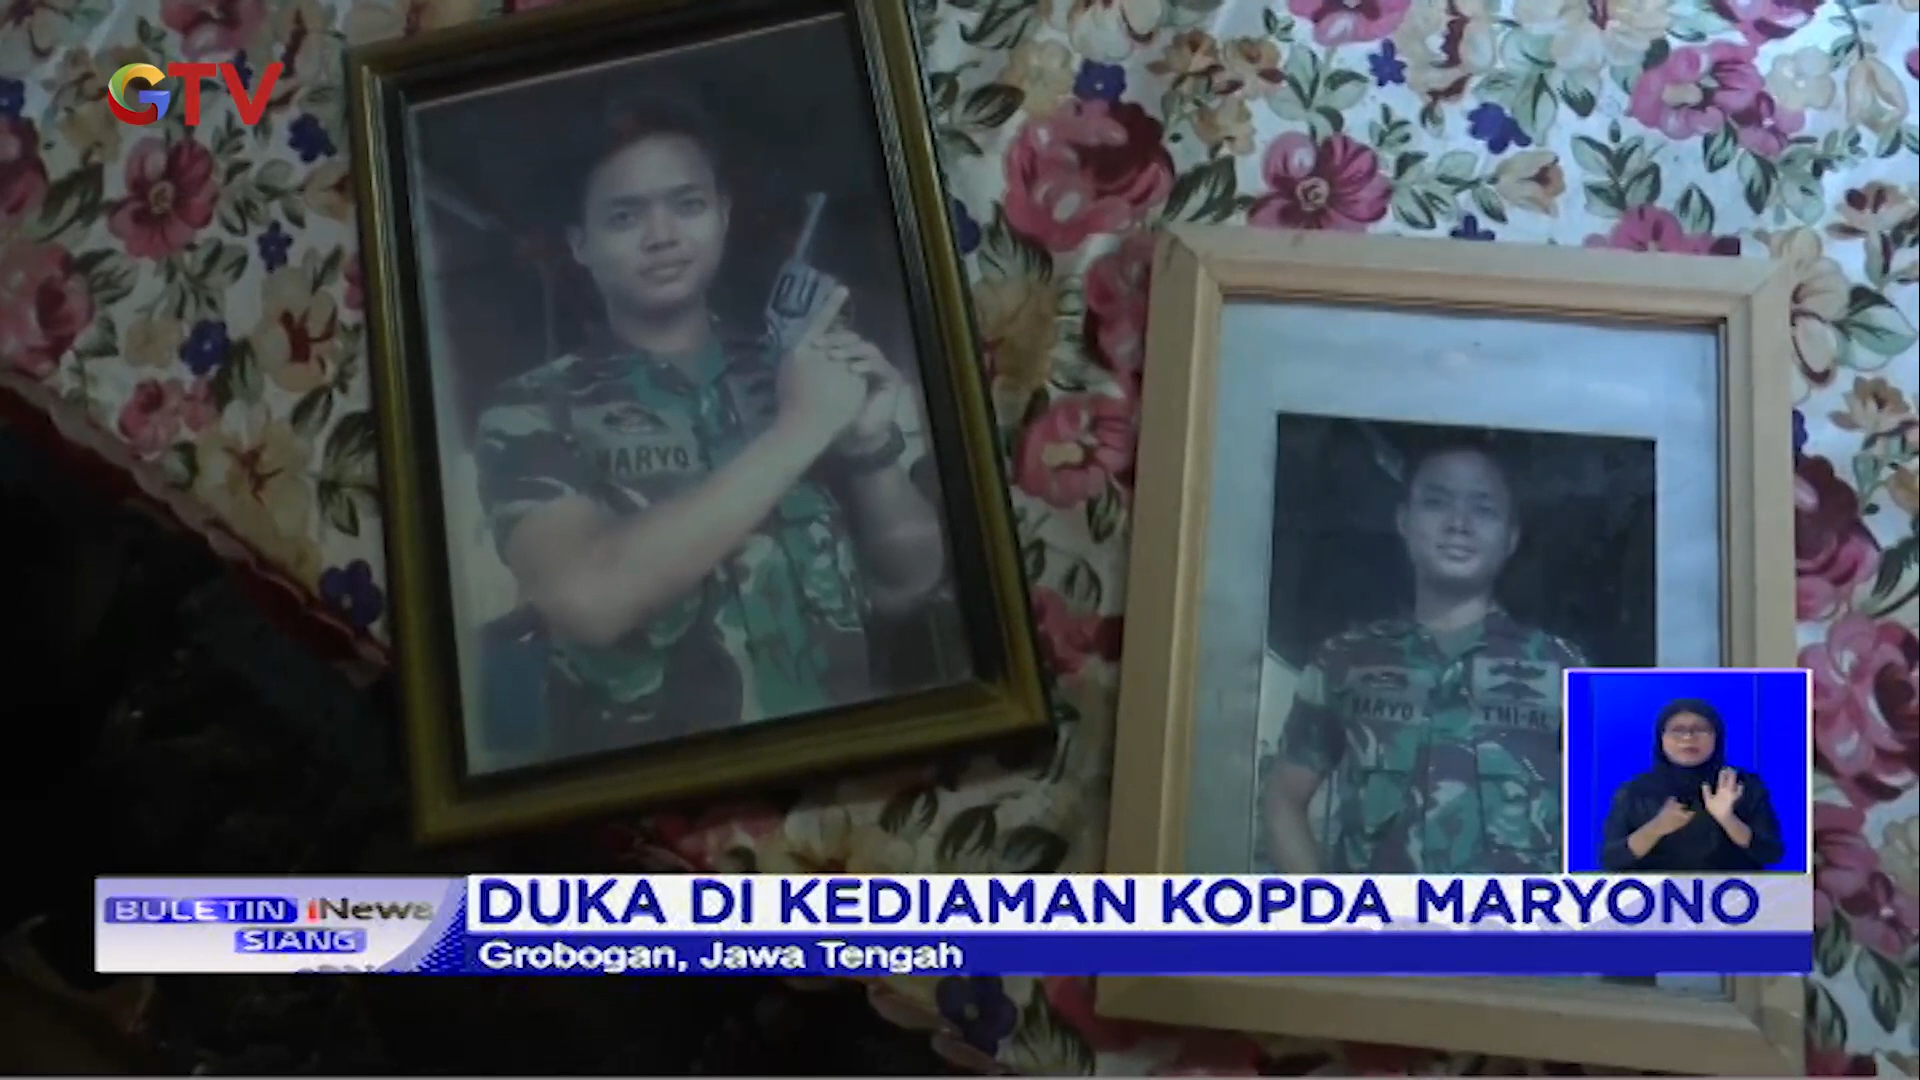 GTV
MARYO
MARYO TNI-AL
DUKA DI KEDIAMAN KOPDA MARYONO
BULETIN iNews
SIANG
Grobogan, Jawa Tengah